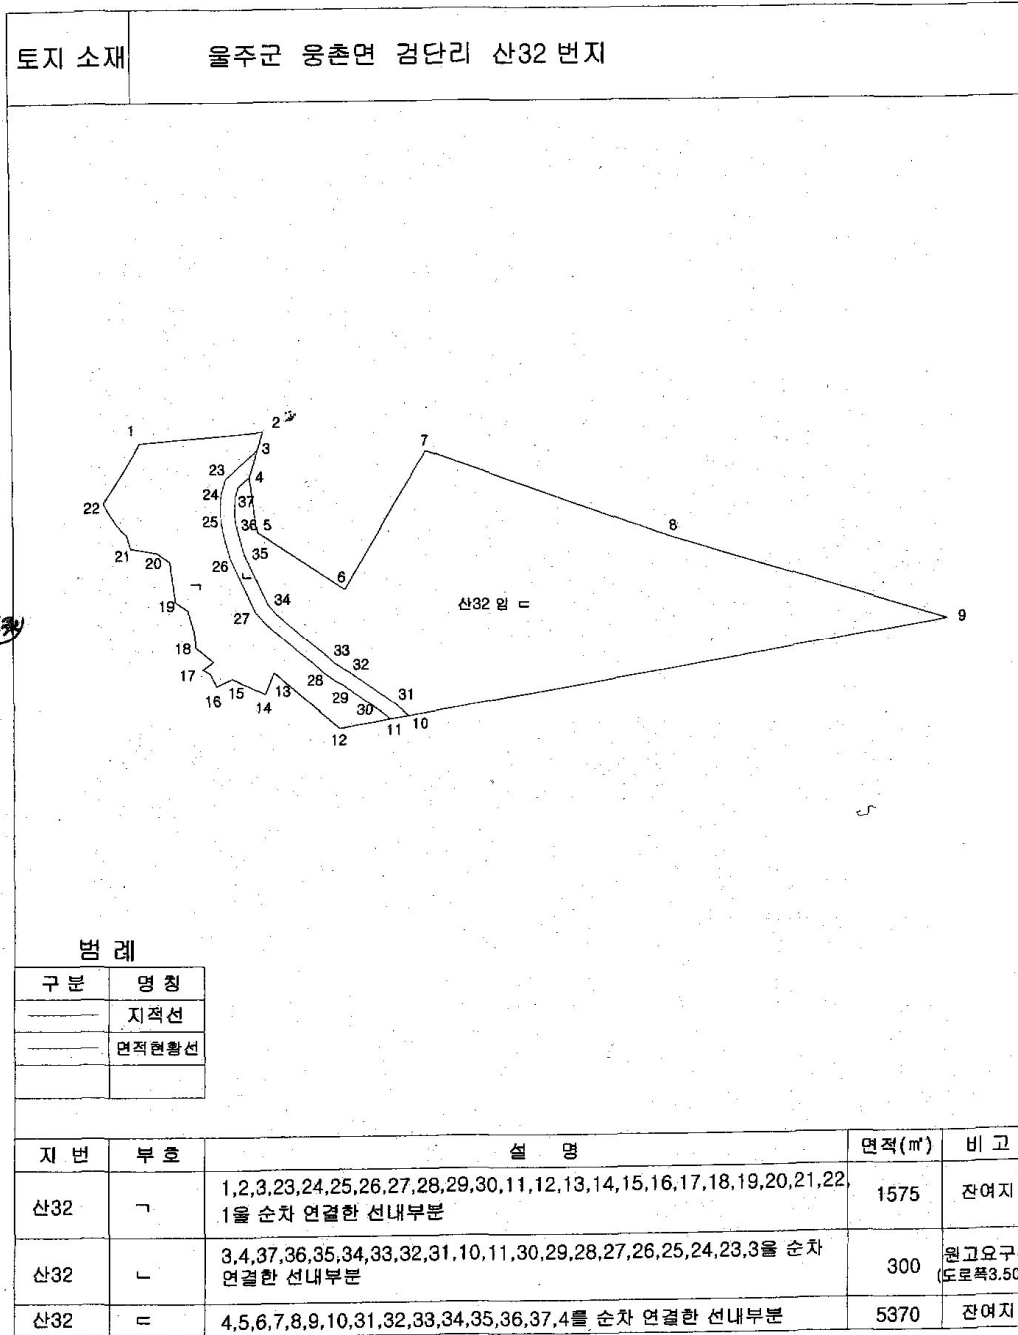 토지 소재
울주군 웅촌면 검단리 산32 번지
1
2
3
4
5
6
7
8
9
10
11
12
13
14
15
16
17
18
19
20
21
22
23
24
25
26
27
28
29
30
31
32
33
34
35
36
37
ㄱ
ㄴ
산32 임 ㄷ
범 례
구 분 명 칭
지적선
면적현황선
지 번 부 호 설 명 면적(㎡) 비 고
산32 ㄱ 1,2,3,23,24,25,26,27,28,29,30,11,12,13,14,15,16,17,18,19,20,21,22,
1을 순차 연결한 선내부분 1575 잔여지
산32 ㄴ 3,4,37,36,35,34,33,32,31,10,11,30,29,28,27,26,25,24,23,3을 순차
연결한 선내부분 300 원고요구
(도로폭3.50
산32 ㄷ 4,5,6,7,8,9,10,31,32,33,34,35,36,37,4를 순차 연결한 선내부분 5370 잔여지